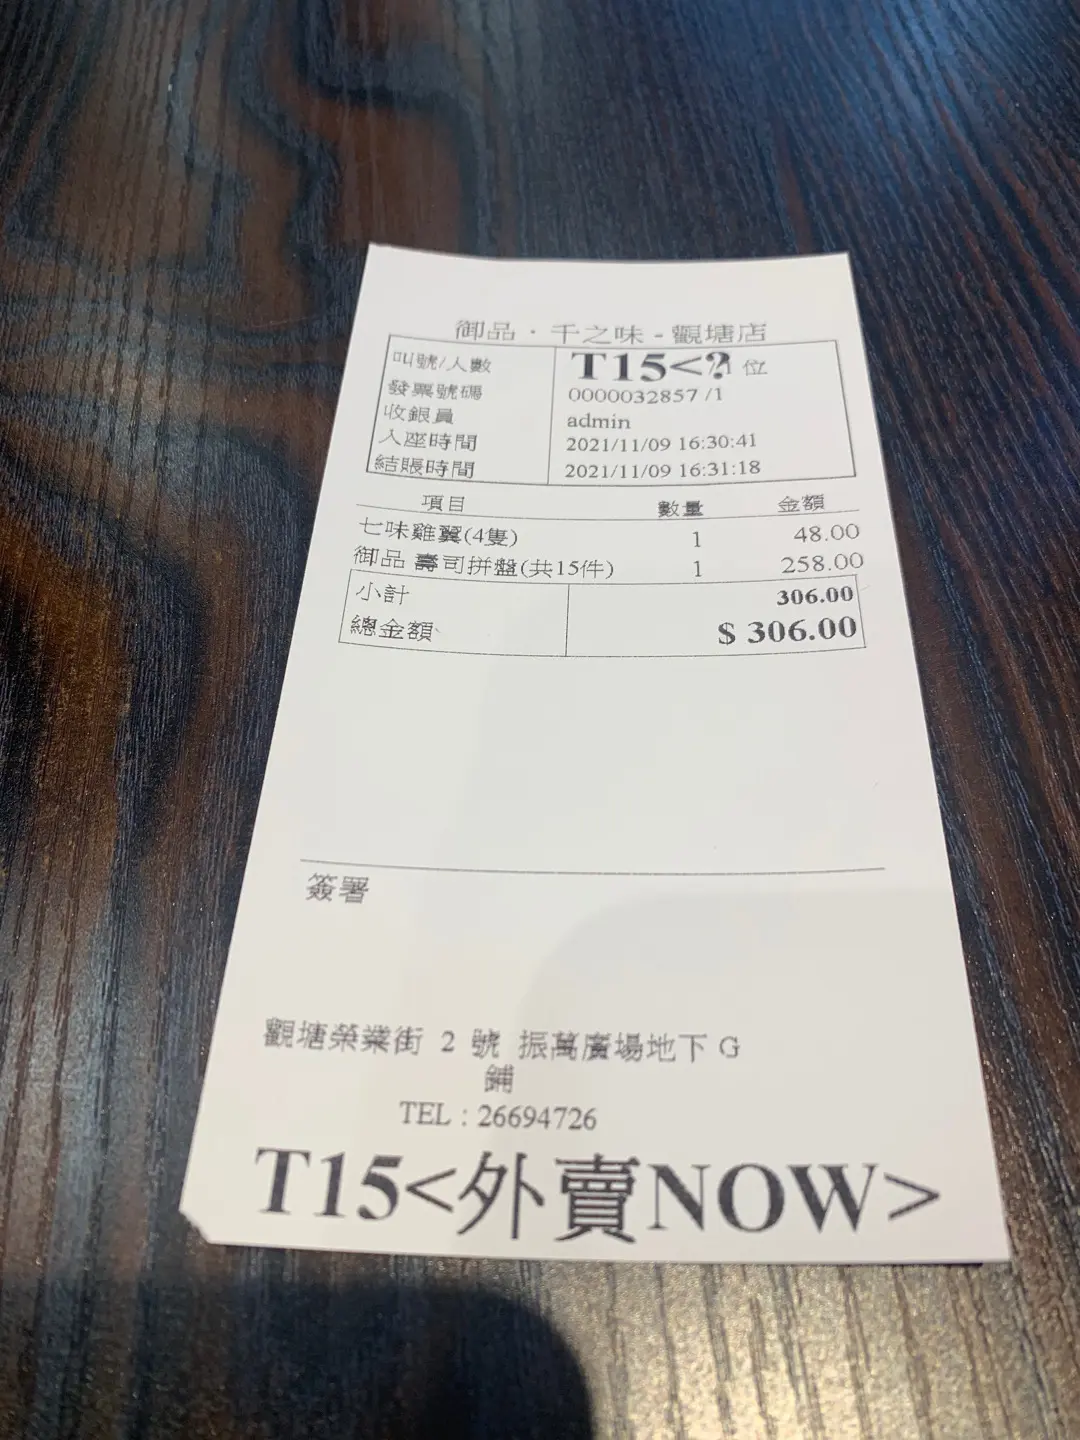 御品·千之味 - 觀塘店
叫號/人數 T15<? 位
發票號碼 0000032857 /1
收銀員 admin
入座時間 2021/11/09 16:30:41
結賬時間 2021/11/09 16:31:18
項目 數量 金額
七味雞翼(4隻) 1 48.00
御品 壽司拼盤(共15件) 1 258.00
小計 306.00
總金額 $ 306.00
簽署
觀塘榮業街 2 號 振萬廣場地下 G
鋪
TEL : 26694726
T15<外賣NOW>